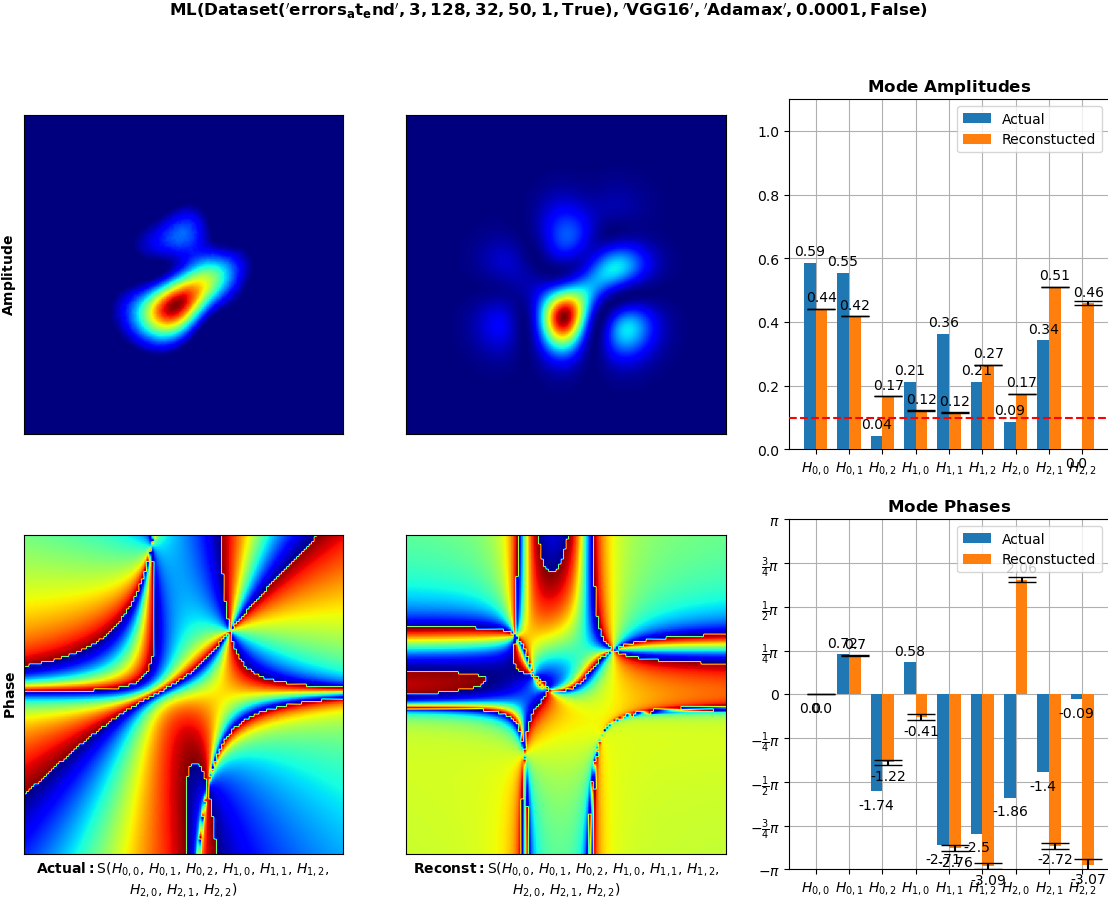 ML(Dataset('errors_at_end', 3, 128, 32, 50, 1, True), 'VGG16', 'Adamax', 0.0001, False)
Amplitude
Mode Amplitudes
Actual
Reconstucted
1.0
0.8
0.6
0.4
0.2
0.0
0.59
0.44
0.55
0.42
0.04
0.17
0.21
0.12
0.36
0.12
0.21
0.27
0.09
0.17
0.34
0.51
0.0
0.46
H0,0 H0,1 H0,2 H1,0 H1,1 H1,2 H2,0 H2,1 H2,2
Phase
Mode Phases
Actual
Reconstucted
π
3/4π
1/2π
1/4π
0
−1/4π
−1/2π
−3/4π
−π
0.0
0.0
0.72
0.7
-1.74
-1.22
0.58
-0.41
-2.71
-2.76
-2.5
-3.09
-1.86
2.06
-1.4
-2.72
-0.09
-3.07
H0,0 H0,1 H0,2 H1,0 H1,1 H1,2 H2,0 H2,1 H2,2
Actual: S(H0,0, H0,1, H0,2, H1,0, H1,1, H1,2,
H2,0, H2,1, H2,2)
Reconst: S(H0,0, H0,1, H0,2, H1,0, H1,1, H1,2,
H2,0, H2,1, H2,2)